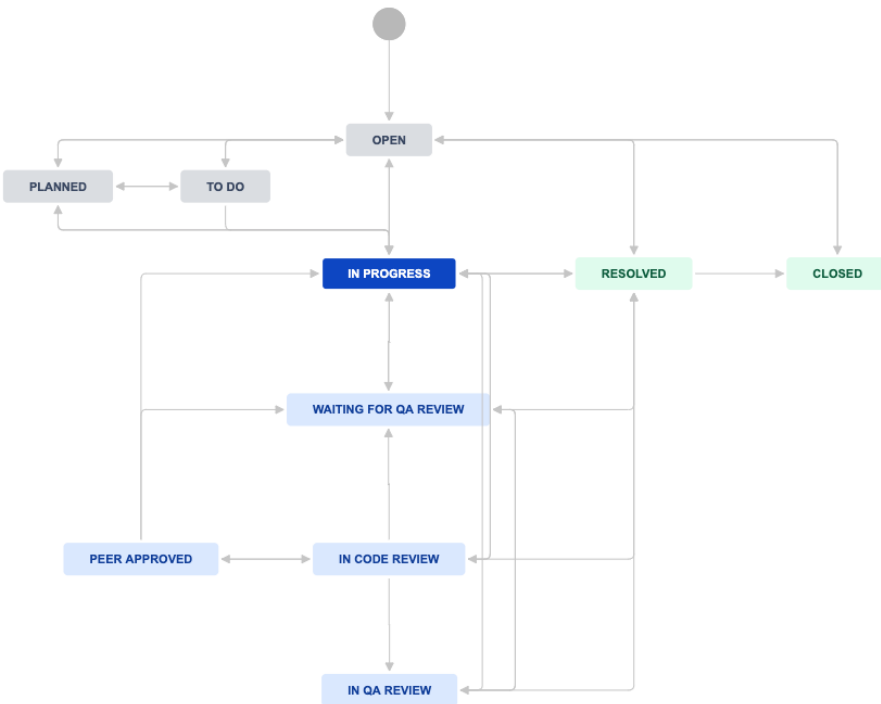 OPEN
PLANNED
TO DO
IN PROGRESS
RESOLVED
CLOSED
WAITING FOR QA REVIEW
PEER APPROVED
IN CODE REVIEW
IN QA REVIEW